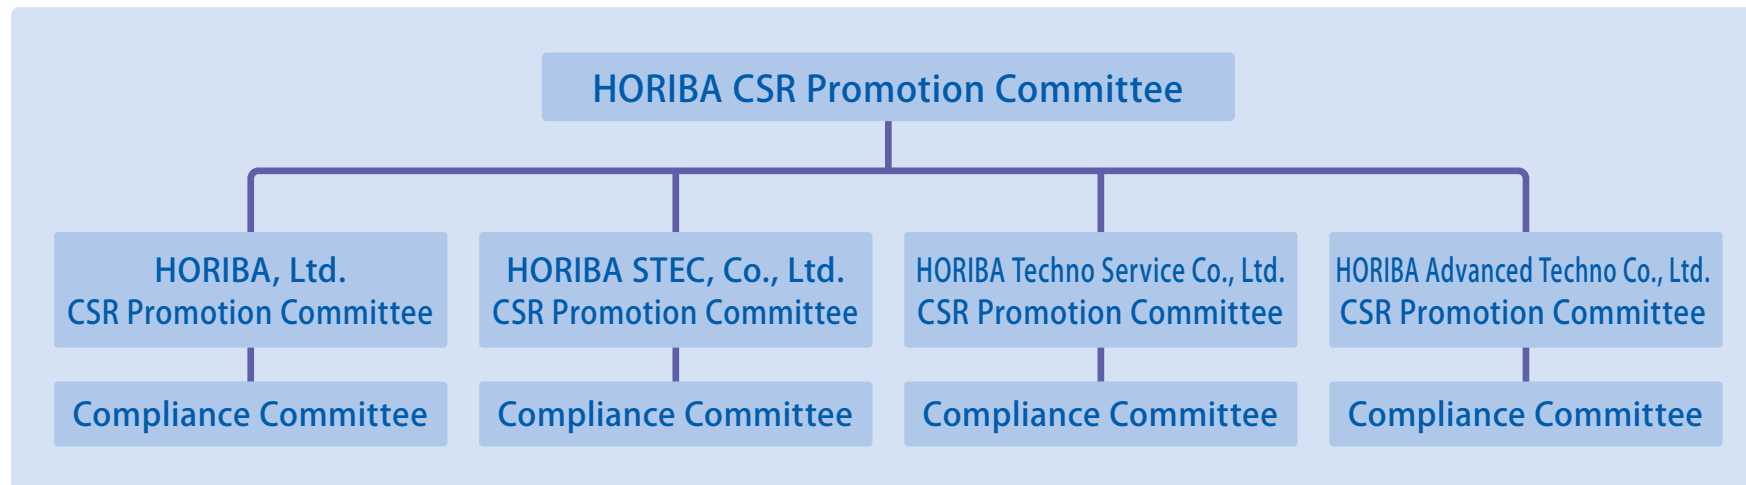 HORIBA CSR Promotion Committee
HORIBA, Ltd.
CSR Promotion Committee
HORIBA STEC, Co., Ltd.
CSR Promotion Committee
HORIBA Techno Service Co., Ltd.
CSR Promotion Committee
HORIBA Advanced Techno Co., Ltd.
CSR Promotion Committee
Compliance Committee
Compliance Committee
Compliance Committee
Compliance Committee